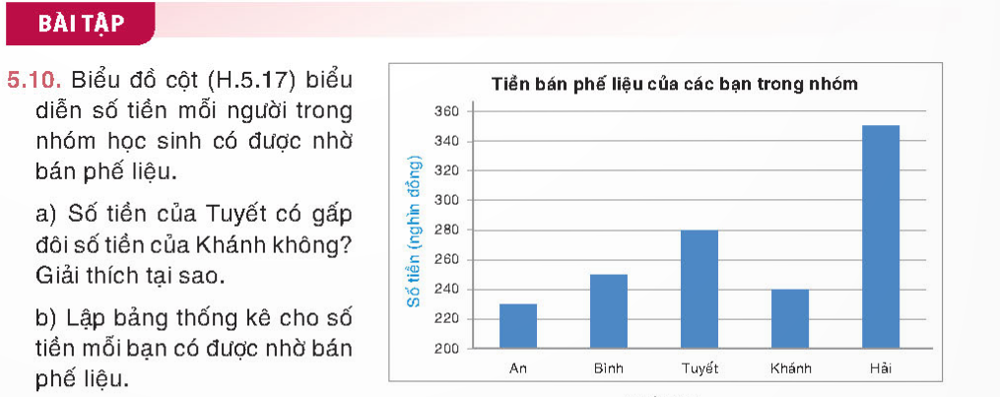 BÀI TẬP
5.10. Biểu đồ cột (H.5.17) biểu
diễn số tiền mỗi người trong
nhóm học sinh có được nhờ
bán phế liệu.
a) Số tiền của Tuyết có gấp
đôi số tiền của Khánh không?
Giải thích tại sao.
b) Lập bảng thống kê cho số
tiền mỗi bạn có được nhờ bán
phế liệu.
Tiền bán phế liệu của các bạn trong nhóm
Số tiền (nghìn đồng)
360
340
320
300
280
260
240
220
200
An Bình Tuyết Khánh Hải